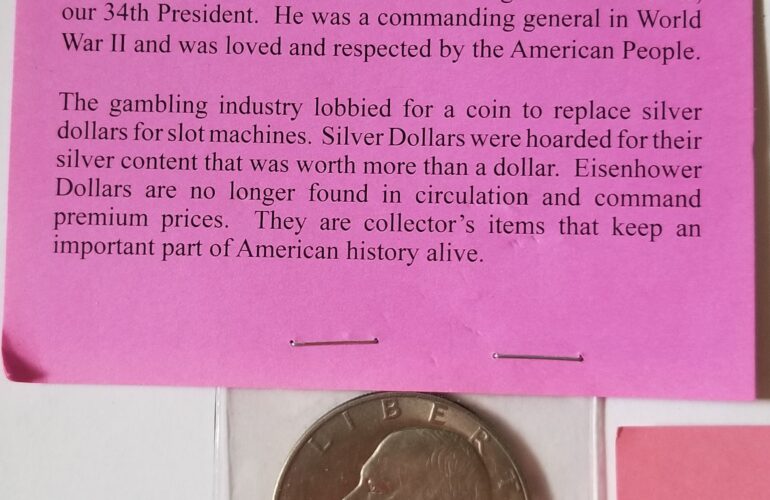 our 34th President. He was a commanding general in World
War II and was loved and respected by the American People.
The gambling industry lobbied for a coin to replace silver
dollars for slot machines. Silver Dollars were hoarded for their
silver content that was worth more than a dollar. Eisenhower
Dollars are no longer found in circulation and command
premium prices. They are collector's items that keep an
important part of American history alive.
LIBERT